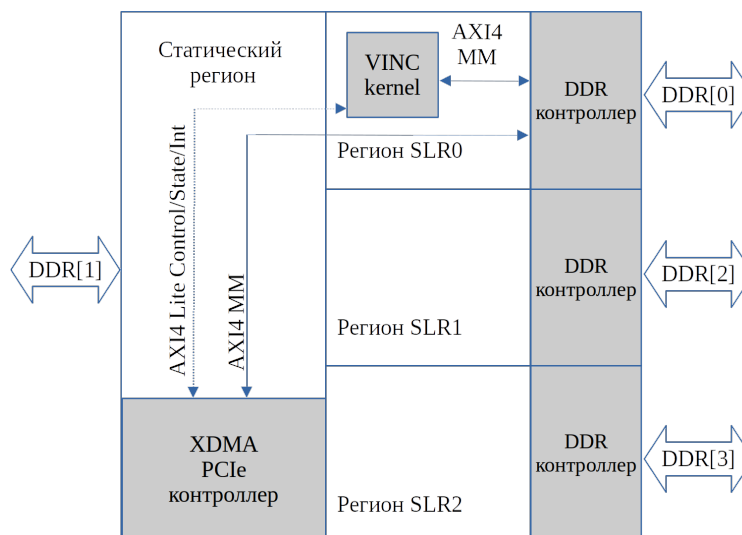 Статический
регион
VINC
kernel
AXI4
MM
DDR
контроллер
DDR[0]
Регион SLR0
AXI4 Lite Control/State/Int
AXI4 MM
DDR[1]
DDR
контроллер
DDR[2]
Регион SLR1
XDMA
PCIe
контроллер
DDR
контроллер
DDR[3]
Регион SLR2